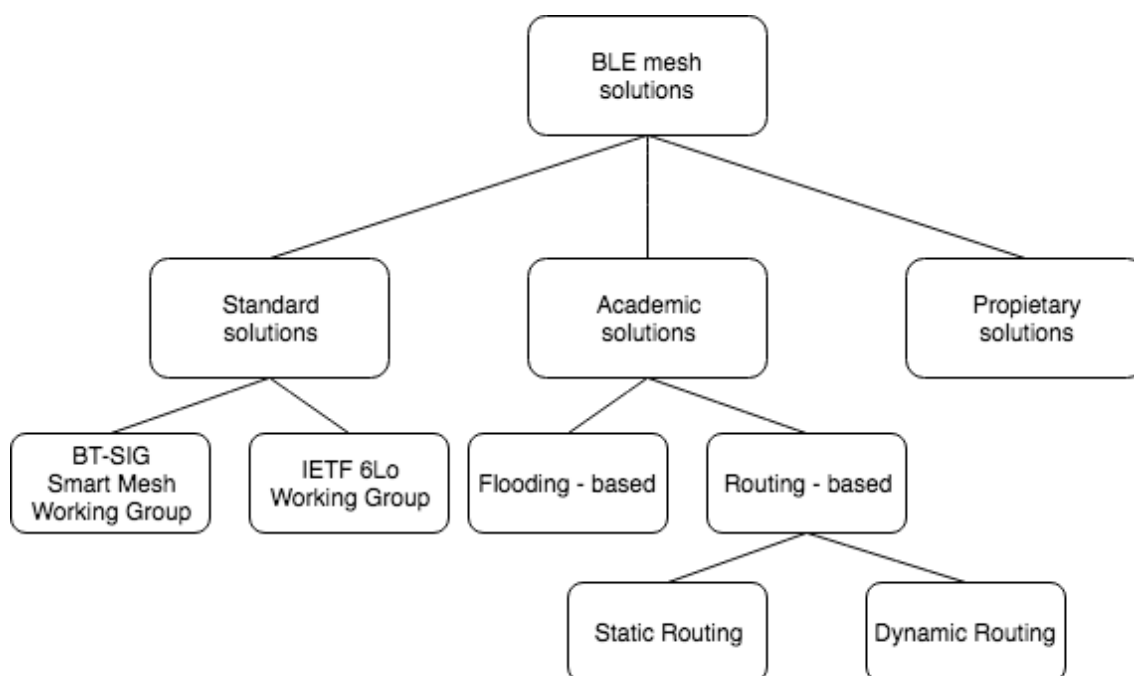 BLE mesh
solutions
Standard
solutions
Academic
solutions
Propietary
solutions
BT-SIG
Smart Mesh
Working Group
IETF 6Lo
Working Group
Flooding - based
Routing - based
Static Routing
Dynamic Routing